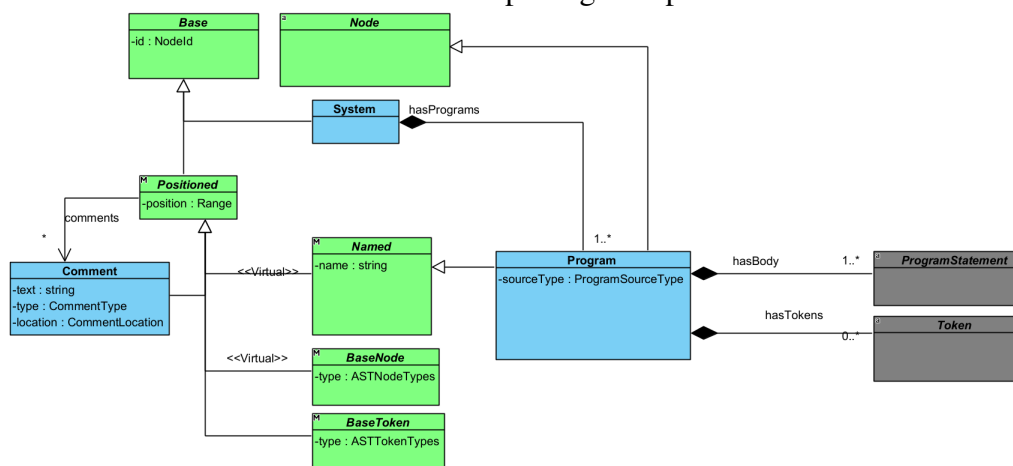 Base
-id : NodeId
a
Node
System
hasPrograms
M
Positioned
-position : Range
comments
*
Comment
-text : string
-type : CommentType
-location : CommentLocation
<<Virtual>>
M
Named
-name : string
1..*
Program
-sourceType : ProgramSourceType
hasBody
1..*
a
ProgramStatement
hasTokens
0..*
a
Token
<<Virtual>>
M
BaseNode
-type : ASTNodeTypes
M
BaseToken
-type : ASTTokenTypes